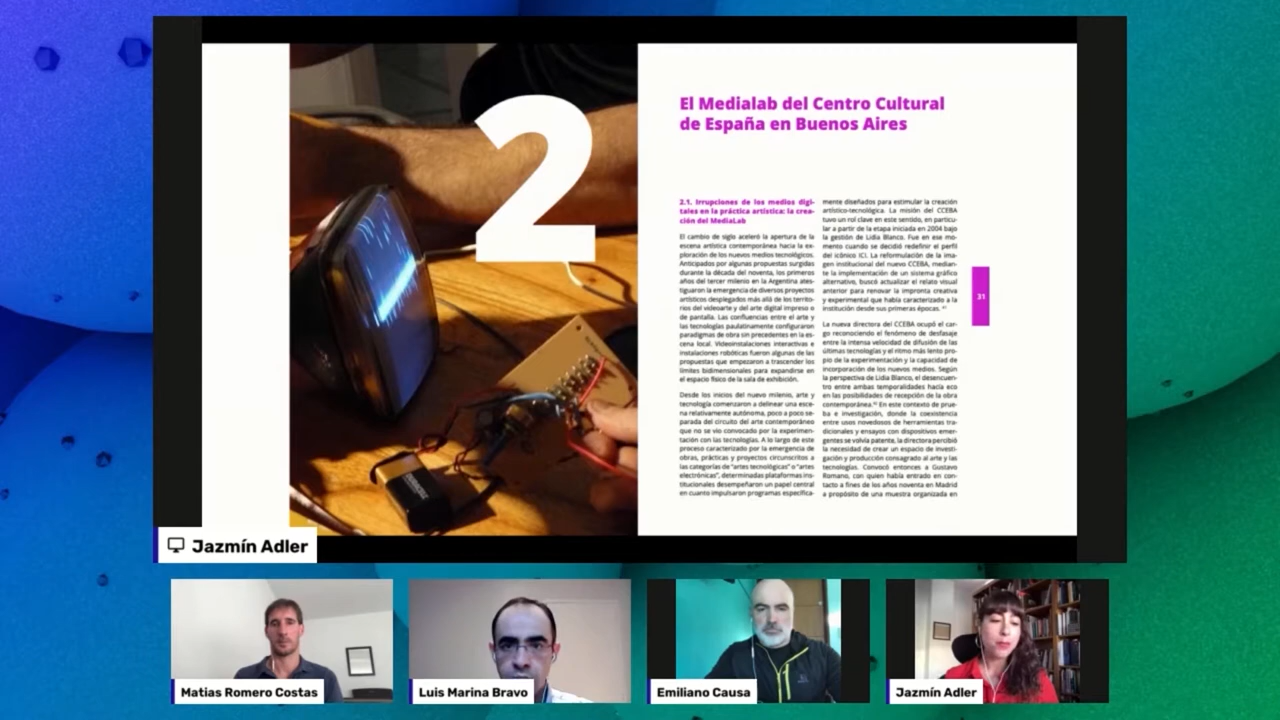 2
El Medialab del Centro Cultural
de España en Buenos Aires
2.1. Irrupciones de los medios digi-
tales en la práctica artística: la crea-
ción del MediaLab
El cambio de siglo aceleró la apertura de la
escena artística contemporánea hacia la ex-
ploración de los nuevos medios tecnológicos.
Anticipados por algunas propuestas surgidas
durante la década del noventa, los primeros
años del tercer milenio en la Argentina ates-
tiguaron la emergencia de diversos proyectos
artísticos desplegados más allá de los territo-
rios del videoarte y del arte digital impreso o
de pantalla. Las confluencias entre el arte y
las tecnologías paulatinamente configuraron
paradigmas de obra sin precedentes en la es-
cena local. Videoinstalaciones interactivas e
instalaciones robóticas fueron algunas de las
propuestas que empezaron a trascender los
límites bidimensionales para expandirse en
el espacio físico de la sala de exhibición.
Desde los inicios del nuevo milenio, arte y
tecnología comenzaron a delinear una esce-
na relativamente autónoma, poco a poco se-
parada del circuito del arte contemporáneo
que no se vio convocado por la experimen-
tación con las tecnologías. A lo largo de este
proceso caracterizado por la emergencia de
obras, prácticas y proyectos circunscritos a
las categorías de “artes tecnológicas” o “artes
electrónicas”, determinadas plataformas ins-
titucionales desempeñaron un papel central
en cuanto impulsaron programas específica-
mente diseñados para estimular la creación
artístico-tecnológica. La misión del CCEBA
tuvo un rol clave en este sentido, en particu-
lar a partir de la etapa iniciada en 2004 bajo
la gestión de Lidia Blanco. Fue en ese mo-
mento cuando se decidió redefinir el perfil
del icónico ICI. La reformulación de la ima-
gen institucional del nuevo CCEBA, median-
te la implementación de un sistema gráfico
alternativo, buscó actualizar el relato visual
anterior para renovar la impronta creativa
y experimental que había caracterizado a la
institución desde sus primeras épocas.
La nueva directora del CCEBA ocupó el car-
go reconociendo el fenómeno de desfasaje
entre la intensa velocidad de difusión de las
últimas tecnologías y el ritmo más lento pro-
pio de la experimentación y la capacidad de
incorporación de los nuevos medios. Según
la perspectiva de Lidia Blanco, el desencuen-
tro entre ambas temporalidades hacía eco
en las posibilidades de recepción de la obra
contemporánea. En este contexto de prue-
ba e investigación, donde la coexistencia
entre usos novedosos de herramientas tra-
dicionales y ensayos con dispositivos emer-
gentes se volvía patente, la directora percibió
la necesidad de crear un espacio de investi-
gación y producción consagrado al arte y las
tecnologías. Convocó entonces a Gustavo
Romano, con quien había entrado en con-
tacto a fines de los años noventa en Madrid
a propósito de una muestra organizada en
31
Jazmín Adler
Matias Romero Costas
Luis Marina Bravo
Emiliano Causa
Jazmín Adler